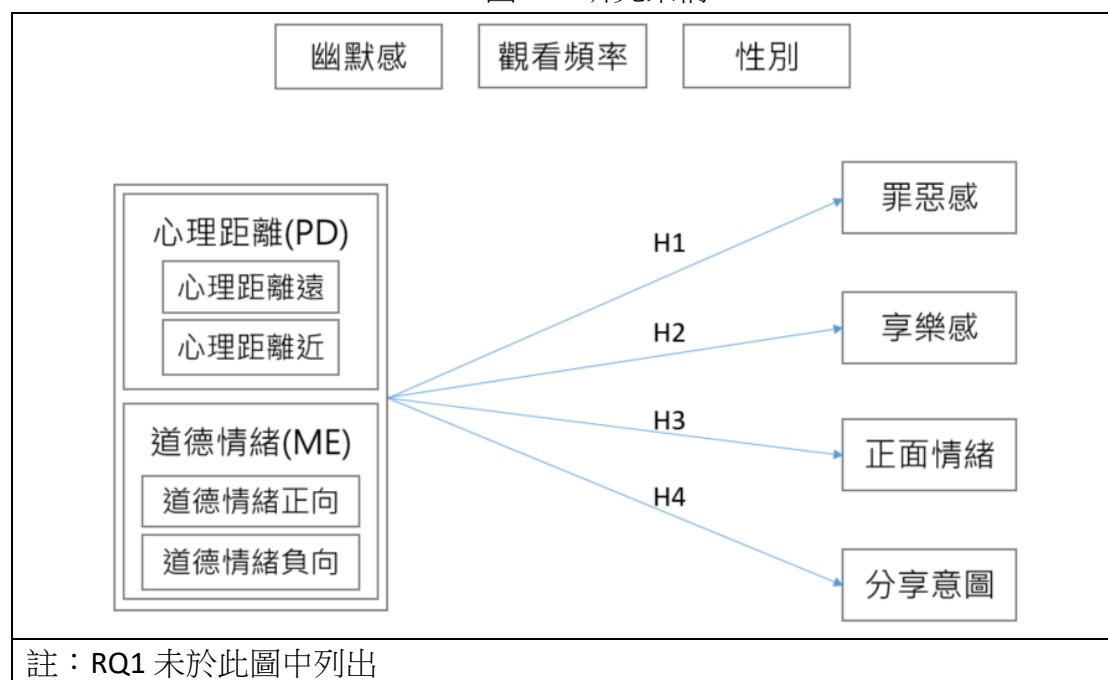 幽默感
觀看頻率
性別
心理距離(PD)
心理距離遠
心理距離近
道德情緒(ME)
道德情緒正向
道德情緒負向
H1
H2
H3
H4
罪惡感
享樂感
正面情緒
分享意圖
註：RQ1 未於此圖中列出